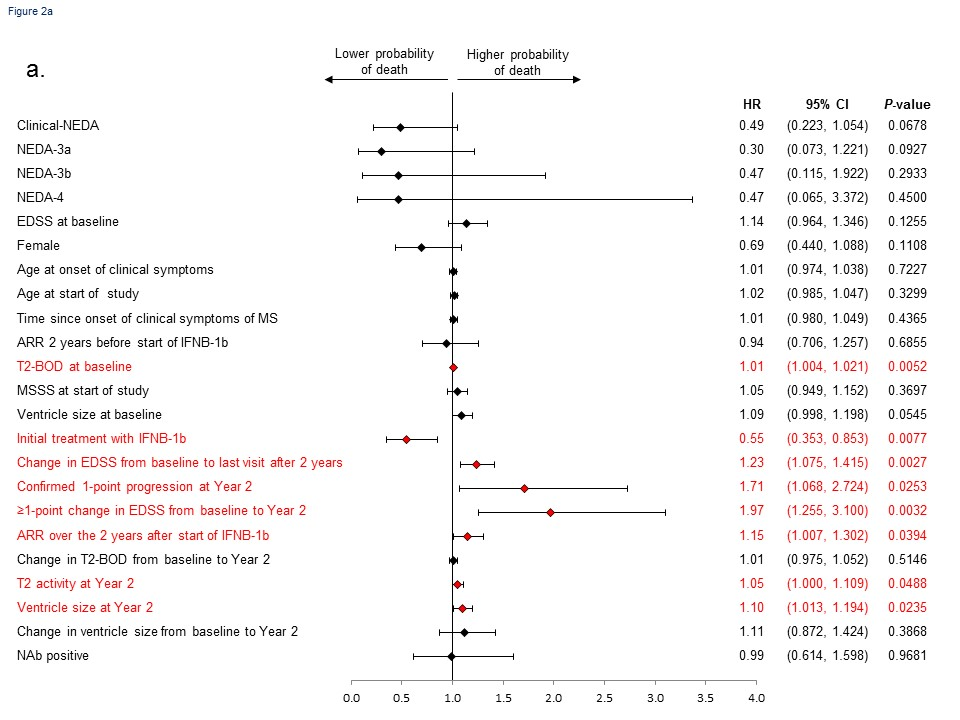 Figure 2a
a.
Lower probability of death
Higher probability of death
HR 95% CI P-value
Clinical-NEDA 0.49 (0.223, 1.054) 0.0678
NEDA-3a 0.30 (0.073, 1.221) 0.0927
NEDA-3b 0.47 (0.115, 1.922) 0.2933
NEDA-4 0.47 (0.065, 3.372) 0.4500
EDSS at baseline 1.14 (0.964, 1.346) 0.1255
Female 0.69 (0.440, 1.088) 0.1108
Age at onset of clinical symptoms 1.01 (0.974, 1.038) 0.7227
Age at start of study 1.02 (0.985, 1.047) 0.3299
Time since onset of clinical symptoms of MS 1.01 (0.980, 1.049) 0.4365
ARR 2 years before start of IFNB-1b 0.94 (0.706, 1.257) 0.6855
T2-BOD at baseline 1.01 (1.004, 1.021) 0.0052
MSSS at start of study 1.05 (0.949, 1.152) 0.3697
Ventricle size at baseline 1.09 (0.998, 1.198) 0.0545
Initial treatment with IFNB-1b 0.55 (0.353, 0.853) 0.0077
Change in EDSS from baseline to last visit after 2 years 1.23 (1.075, 1.415) 0.0027
Confirmed 1-point progression at Year 2 1.71 (1.068, 2.724) 0.0253
≥1-point change in EDSS from baseline to Year 2 1.97 (1.255, 3.100) 0.0032
ARR over the 2 years after start of IFNB-1b 1.15 (1.007, 1.302) 0.0394
Change in T2-BOD from baseline to Year 2 1.01 (0.975, 1.052) 0.5146
T2 activity at Year 2 1.05 (1.000, 1.109) 0.0488
Ventricle size at Year 2 1.10 (1.013, 1.194) 0.0235
Change in ventricle size from baseline to Year 2 1.11 (0.872, 1.424) 0.3868
NAb positive 0.99 (0.614, 1.598) 0.9681
0.0 0.5 1.0 1.5 2.0 2.5 3.0 3.5 4.0